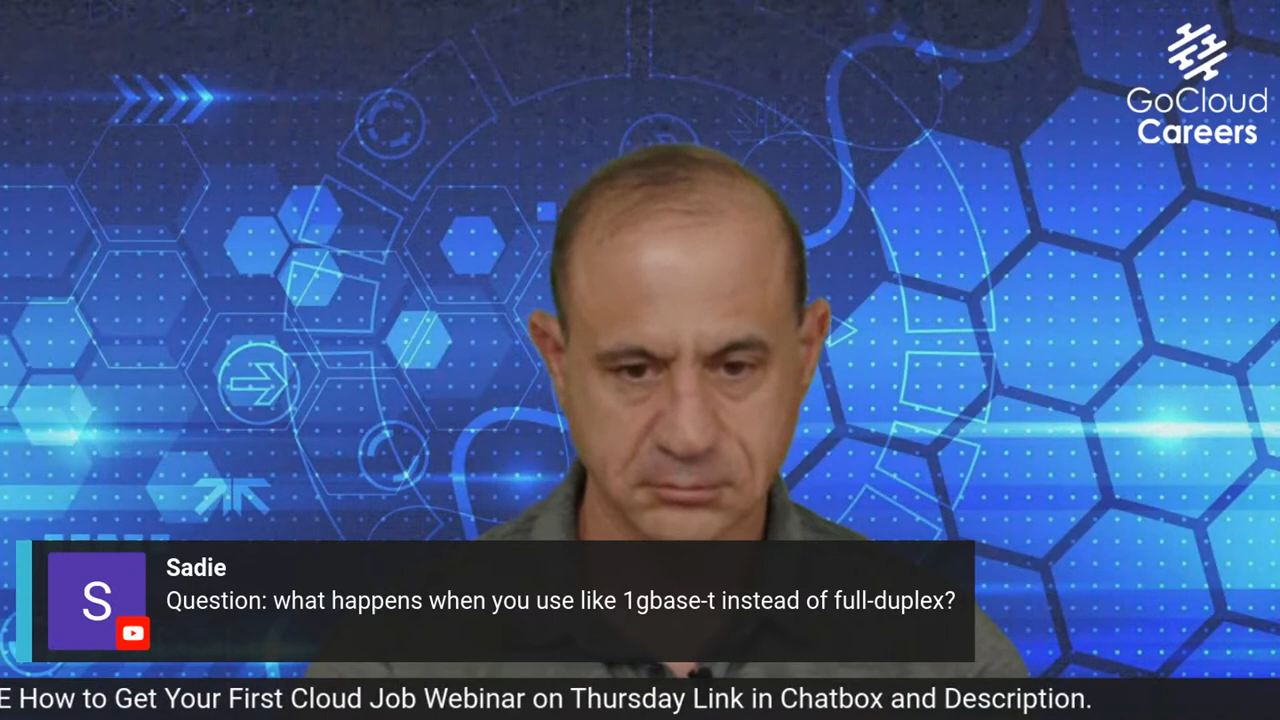 GoCloud
Careers
S
Sadie
Question: what happens when you use like 1gbase-t instead of full-duplex?
E How to Get Your First Cloud Job Webinar on Thursday Link in Chatbox and Description.